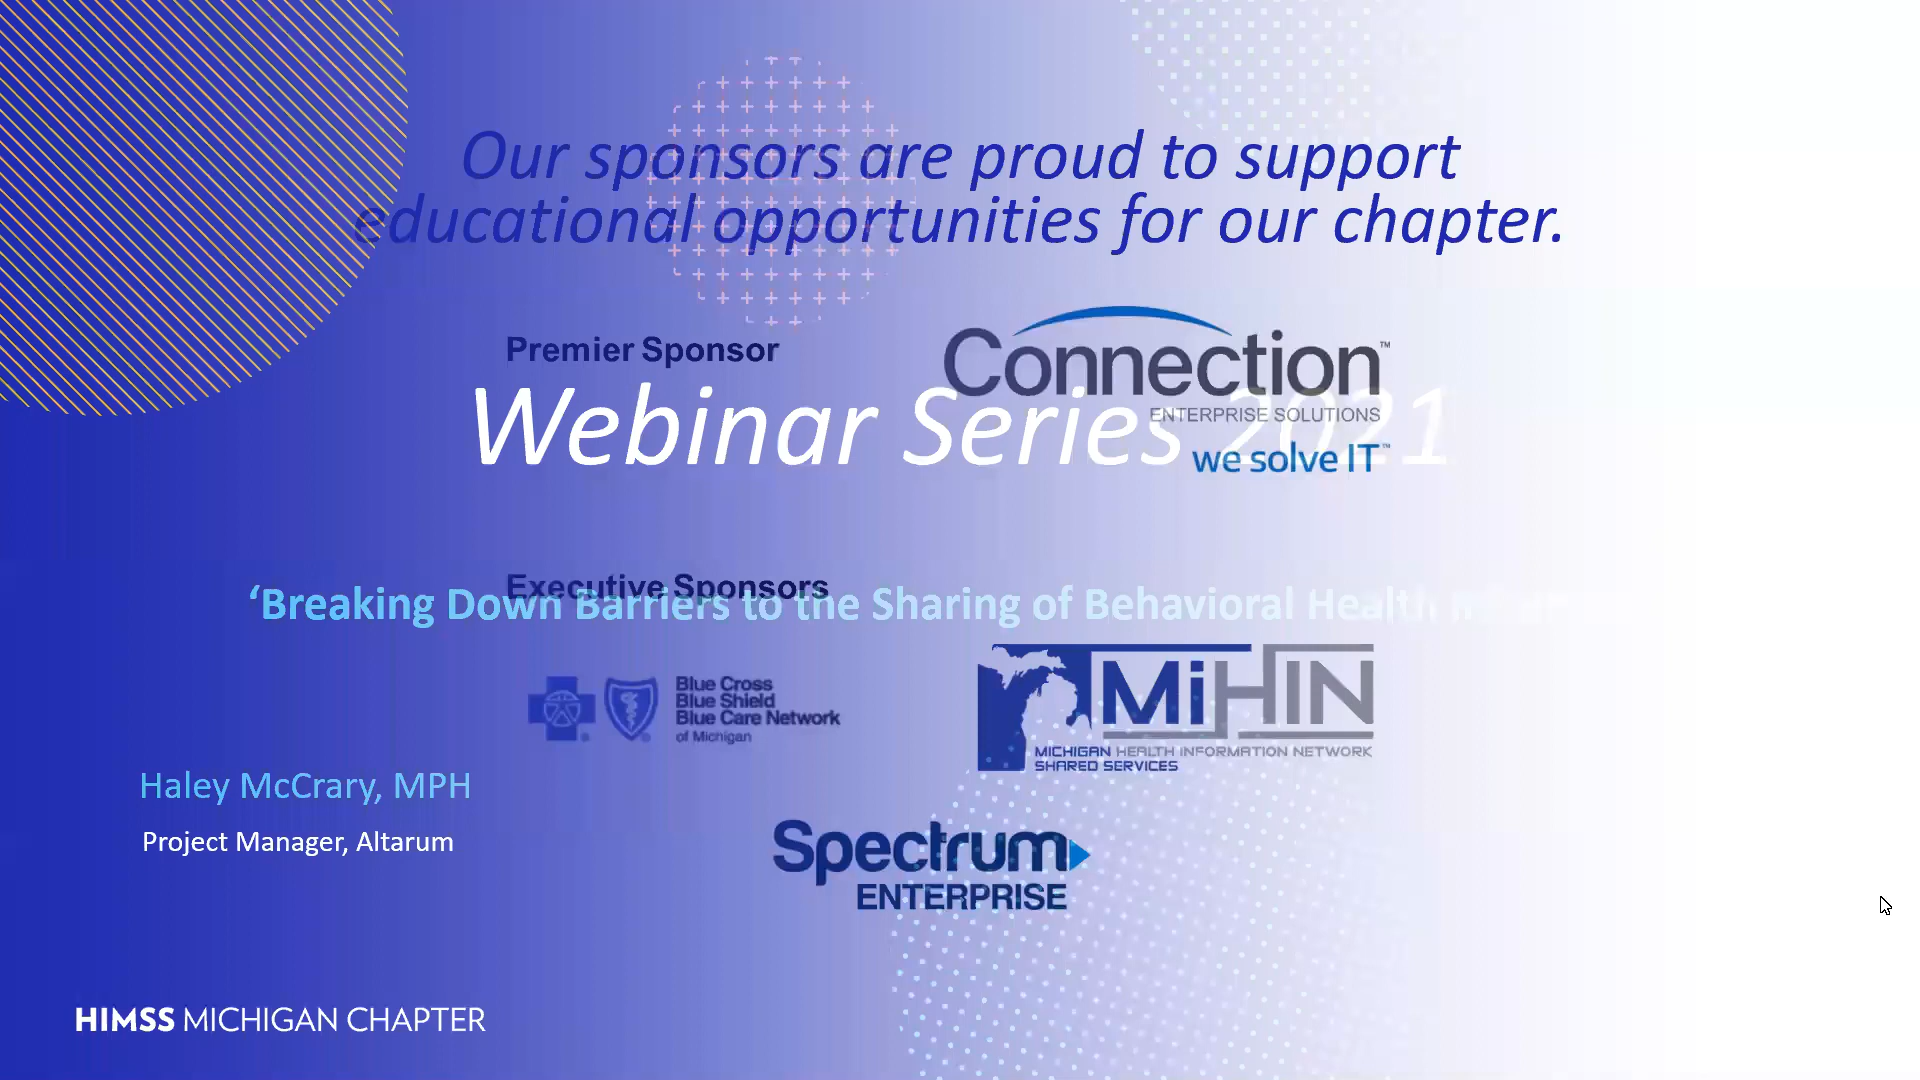 Our sponsors are proud to support
educational opportunities for our chapter.
Premier Sponsor
Connection™
ENTERPRISE SOLUTIONS
we solve IT™
Webinar Series 2021
Executive Sponsors
‘Breaking Down Barriers to the Sharing of Behavioral Health
Blue Cross
Blue Shield
Blue Care Network
of Michigan
MiHIN
MICHIGAN HEALTH INFORMATION NETWORK
SHARED SERVICES
Haley McCrary, MPH
Project Manager, Altarum
Spectrum
ENTERPRISE
HIMSS MICHIGAN CHAPTER